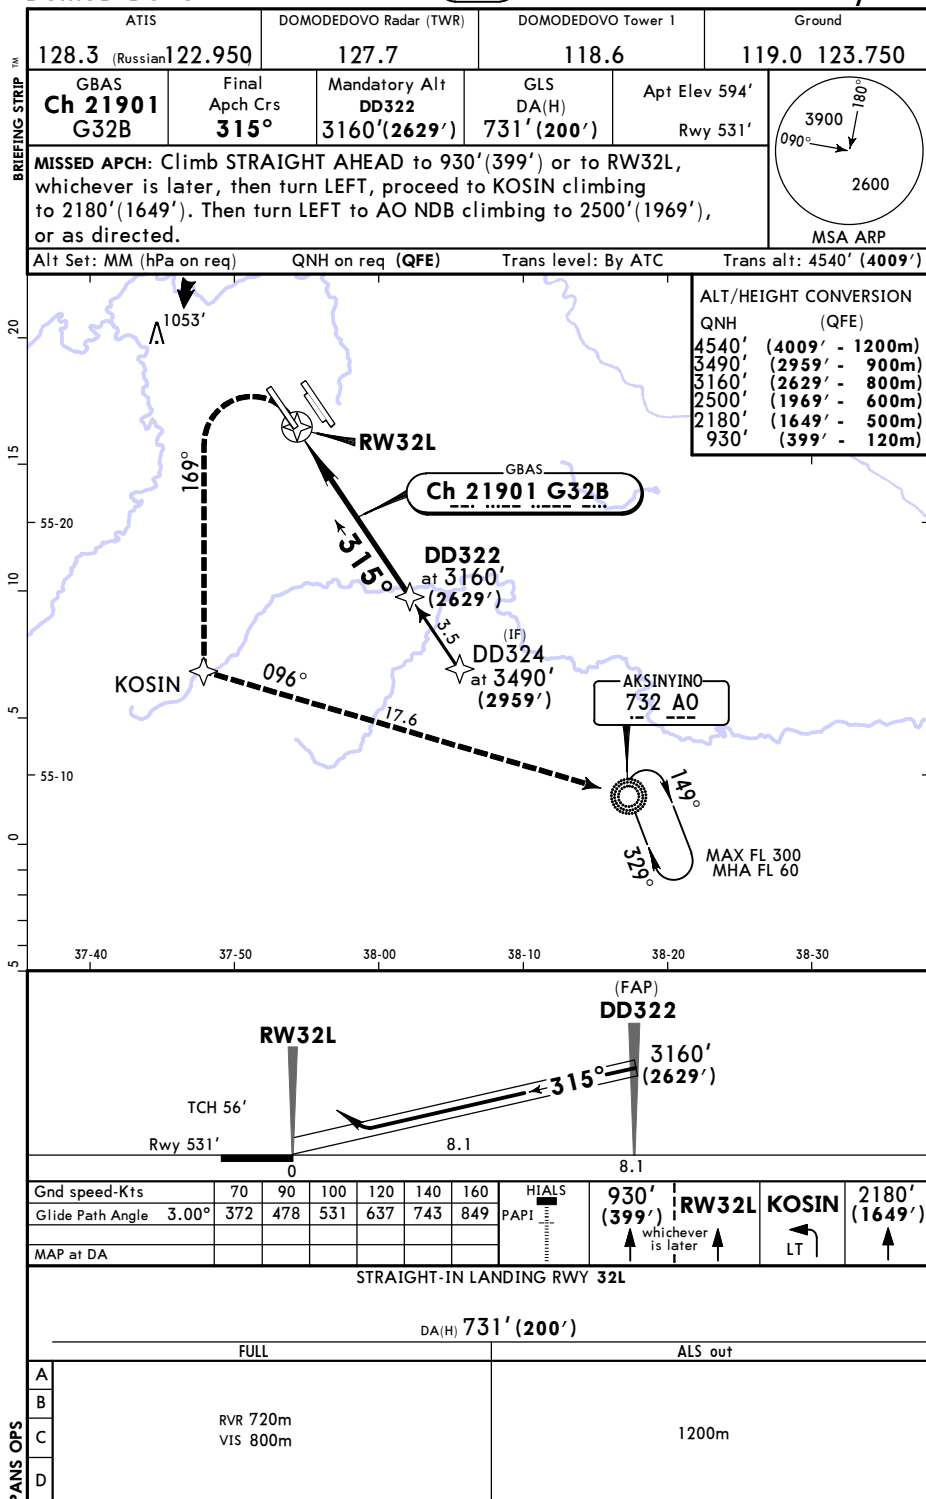 ATIS
128.3 (Russian 122.950)
DOMODEDOVO Radar (TWR)
127.7
DOMODEDOVO Tower 1
118.6
Ground
119.0 123.750
BRIEFING STRIP ™
GBAS
Ch 21901
G32B
Final
Apch Crs
315°
Mandatory Alt
DD322
3160'(2629')
GLS
DA(H)
731'(200')
Apt Elev 594'
Rwy 531'
180°
3900
090°
2600
MSA ARP
MISSED APCH: Climb STRAIGHT AHEAD to 930'(399') or to RW32L,
whichever is later, then turn LEFT, proceed to KOSIN climbing
to 2180'(1649'). Then turn LEFT to AO NDB climbing to 2500'(1969'),
or as directed.
Alt Set: MM (hPa on req) QNH on req (QFE) Trans level: By ATC Trans alt: 4540' (4009')
ALT/HEIGHT CONVERSION
QNH (QFE)
4540' (4009' - 1200m)
3490' (2959' - 900m)
3160' (2629' - 800m)
2500' (1969' - 600m)
2180' (1649' - 500m)
930' (399' - 120m)
1053'
20
15
10
5
0
5
55-20
55-10
RW32L
169°
GBAS
Ch 21901 G32B
315°
DD322
at 3160'
(2629')
3.5
(IF)
DD324
at 3490'
(2959')
KOSIN
096°
17.6
AKSINYINO
732 AO
149°
329°
MAX FL 300
MHA FL 60
37-40 37-50 38-00 38-10 38-20 38-30
(FAP)
DD322
RW32L
3160'
(2629')
315°
TCH 56'
Rwy 531'
8.1
0
8.1
Gnd speed-Kts 70 90 100 120 140 160
Glide Path Angle 3.00° 372 478 531 637 743 849
MAP at DA
HIALS
PAPI
930'
(399')
whichever
is later
RW32L
KOSIN
LT
2180'
(1649')
STRAIGHT-IN LANDING RWY 32L
DA(H) 731'(200')
FULL
ALS out
A
B
C
D
RVR 720m
VIS 800m
1200m
PANS OPS